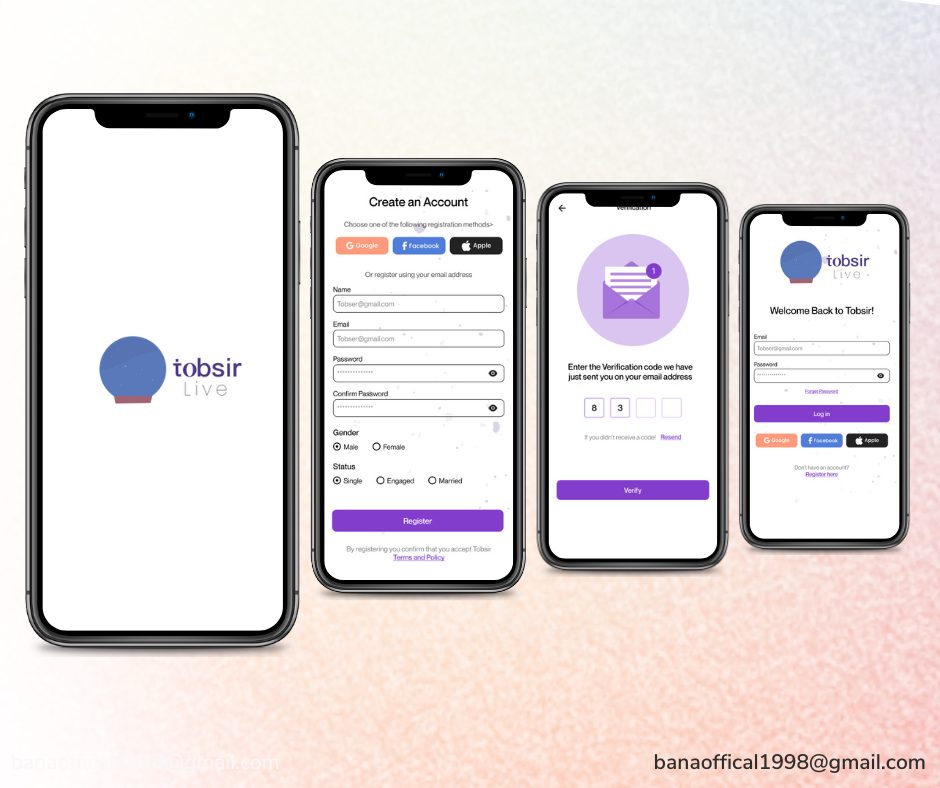 tobsir
Live
Create an Account
Choose one of the following registration methods>
Google
Facebook
Apple
Or register using your email address
Name
Tobser@gmail.com
Email
Tobser@gmail.com
Password
**************
Confirm Password
**************
Gender
Male
Female
Status
Single
Engaged
Married
Register
By registering you confirm that you accept Tobsir
Terms and Policy
Verification
1
Enter the Verification code we have
just sent you on your email address
8 3
If you didn't receive a code! Resend
Verify
tobsir
Live
Welcome Back to Tobsir!
Email
Tobser@gmail.com
Password
**************
Forget Password
Log in
Google
Facebook
Apple
Don't have an account?
Register here
banaoffical1998@gmail.com
banaoffical1998@gmail.com